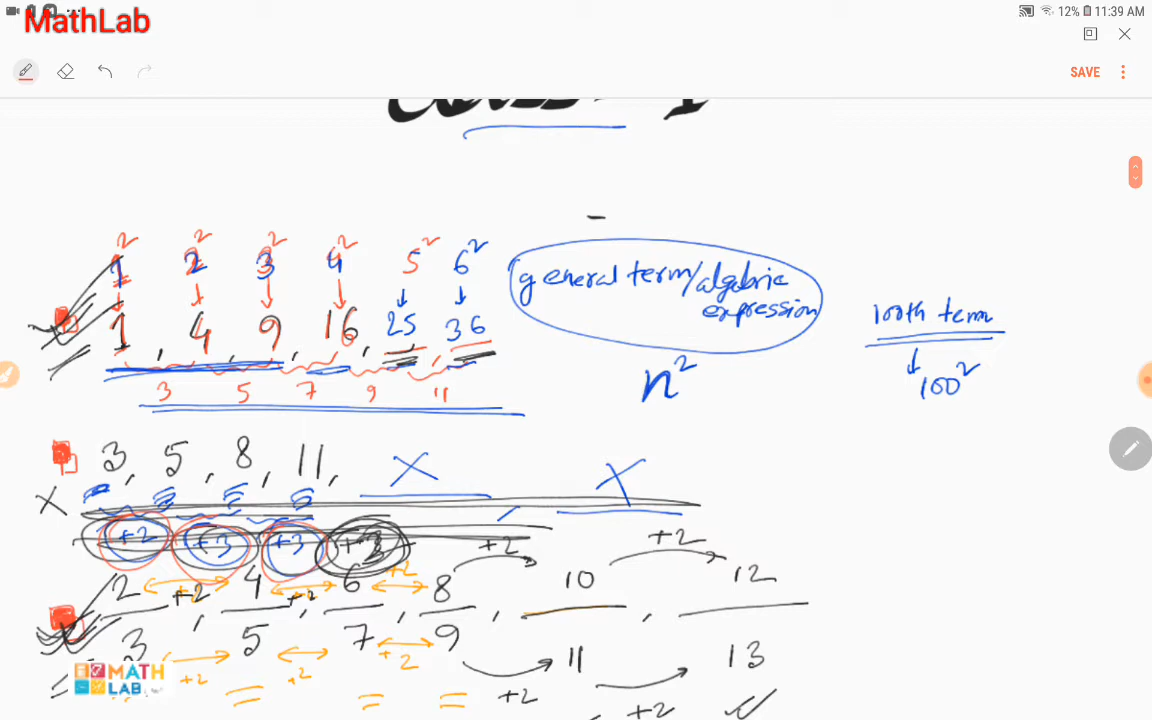 12% 11:39 AM
MathLab
SAVE
1² 2² 3² 4² 5² 6²
general term/algabric
expression
1, 4, 9, 16, 25 36
100th term
n²
100²
3 5 7 9 11
3, 5, 8, 11, X X
X
+2 +3 +3
+2 +2
2 +2 4 +2 6 +2 8, 10, 12
3 5 7 9 11 13
+2 +2 +2 +2 +2
MATH
LAB